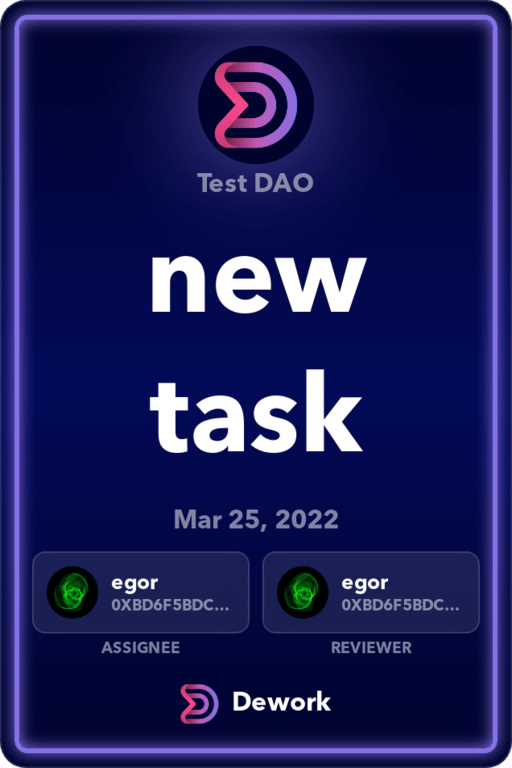 Test DAO
new
task
Mar 25, 2022
egor
0XBD6F5BDC...
ASSIGNEE
egor
0XBD6F5BDC...
REVIEWER
Dework